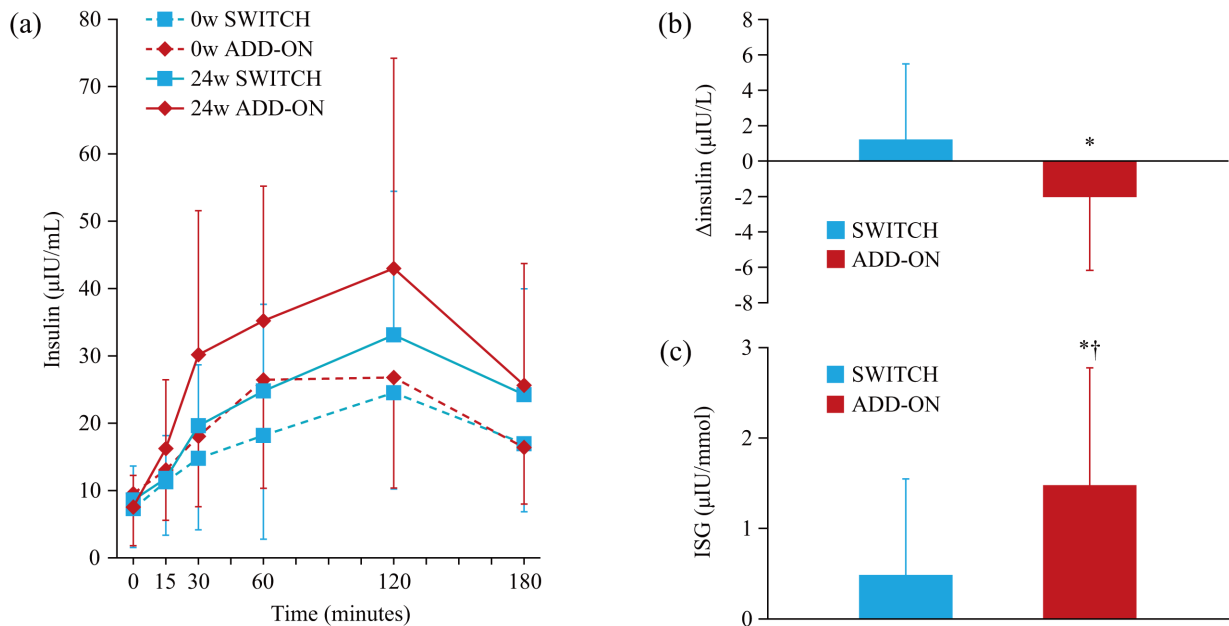 (a)
0w SWITCH
0w ADD-ON
24w SWITCH
24w ADD-ON
80
70
60
50
40
30
20
10
0
Insulin (µIU/mL)
0 15 30 60 120 180
Time (minutes)
(b)
8
6
4
2
0
-2
-4
-6
-8
Δinsulin (µIU/L)
*
SWITCH
ADD-ON
(c)
3
2
1
0
ISG (µIU/mmol)
SWITCH
ADD-ON
*†